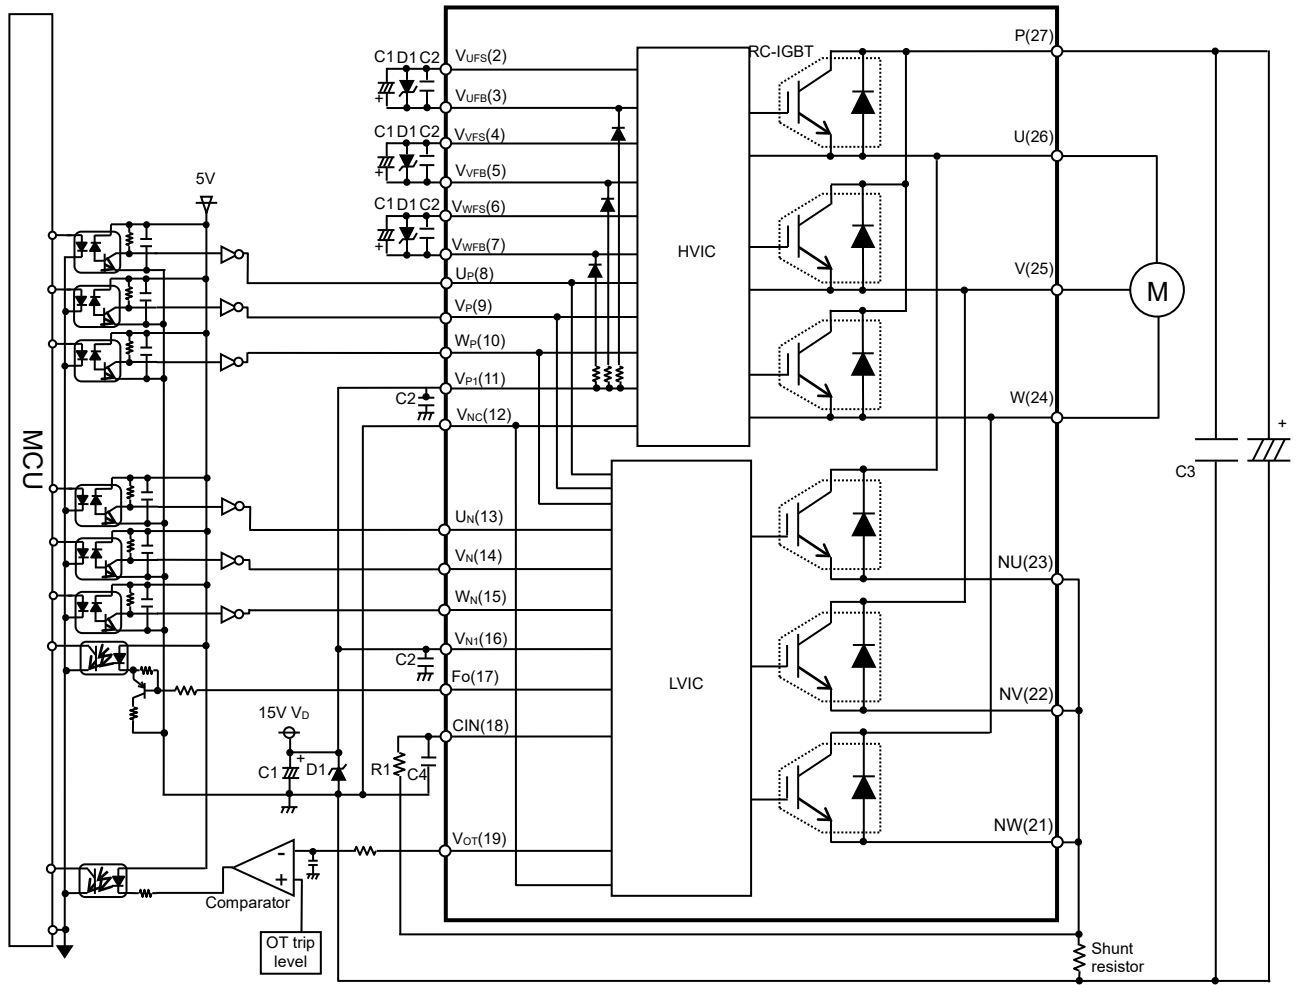 P(27)
RC-IGBT
C1 D1 C2
VUFS(2)
VUFB(3)
C1 D1 C2
VVFS(4)
U(26)
5V
VVFB(5)
C1 D1 C2
VWFS(6)
VWFB(7)
HVIC
UP(8)
V(25)
M
VP(9)
WP(10)
VP1(11)
C2
W(24)
VNC(12)
+
MCU
C3
UN(13)
VN(14)
NU(23)
WN(15)
VN1(16)
C2
Fo(17)
LVIC
NV(22)
15V VD
CIN(18)
+
C1
D1
R1
C4
NW(21)
VOT(19)
-
+
Comparator
OT trip
level
Shunt
resistor
+
+
+